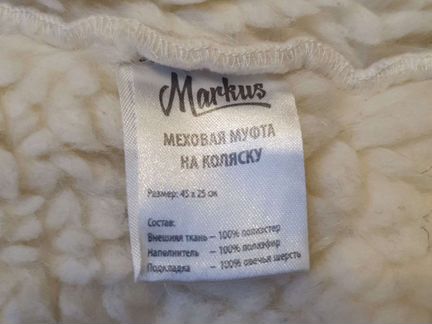 Markus
МЕХОВАЯ МУФТА
НА КОЛЯСКУ
Размер: 45 x 25 см
Состав:
Внешняя ткань – 100% полиэстер
Наполнитель – 100% полиэфир
Подкладка – 100% овечья шерсть